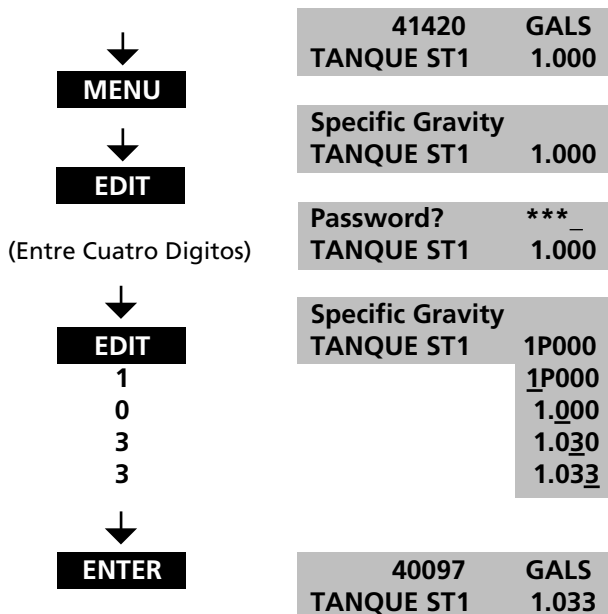 41420 GALS
TANQUE ST1 1.000
MENU
Specific Gravity
TANQUE ST1 1.000
EDIT
Password? ***_
(Entre Cuatro Digitos) TANQUE ST1 1.000
Specific Gravity
EDIT TANQUE ST1 1P000
1 1P000
0 1.000
3 1.030
3 1.033
ENTER 40097 GALS
TANQUE ST1 1.033